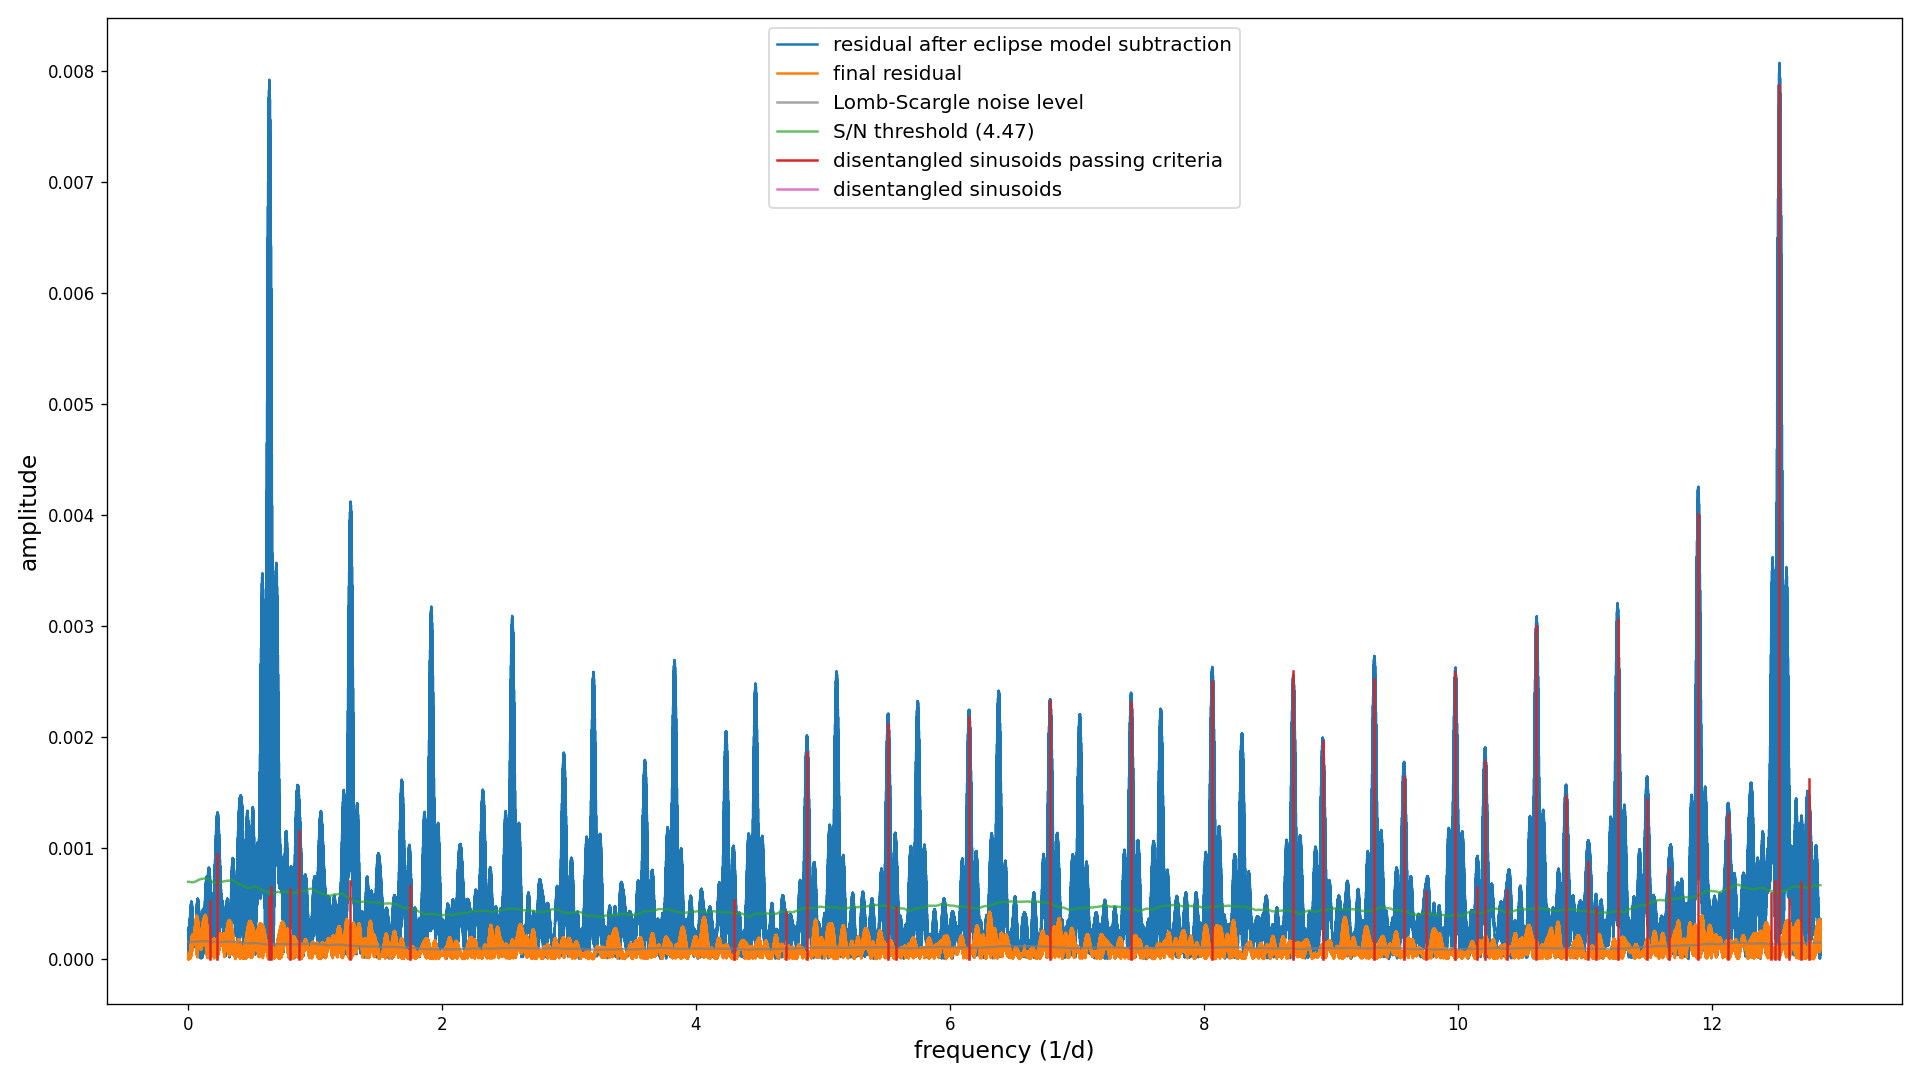 residual after eclipse model subtraction
final residual
Lomb-Scargle noise level
S/N threshold (4.47)
disentangled sinusoids passing criteria
disentangled sinusoids
0.008
0.007
0.006
0.005
0.004
0.003
0.002
0.001
0.000
amplitude
0 2 4 6 8 10 12
frequency (1/d)